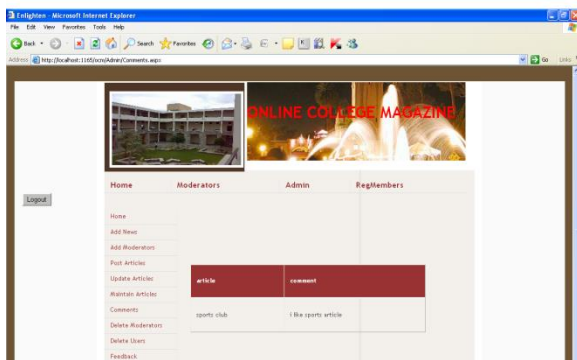 Enlighten - Microsoft Internet Explorer
File Edit View Favorites Tools Help
Back Search Favorites
Address http://localhost:1165/ocm/Admin/Comments.aspx Go Links
ONLINE COLLEGE MAGAZINE
Home Moderators Admin RegMembers
Logout
Home
Add News
Add Moderators
Post Articles
Update Articles
Maintain Articles
Comments
Delete Moderators
Delete Users
Feedback
article comment
sports club I like sports article